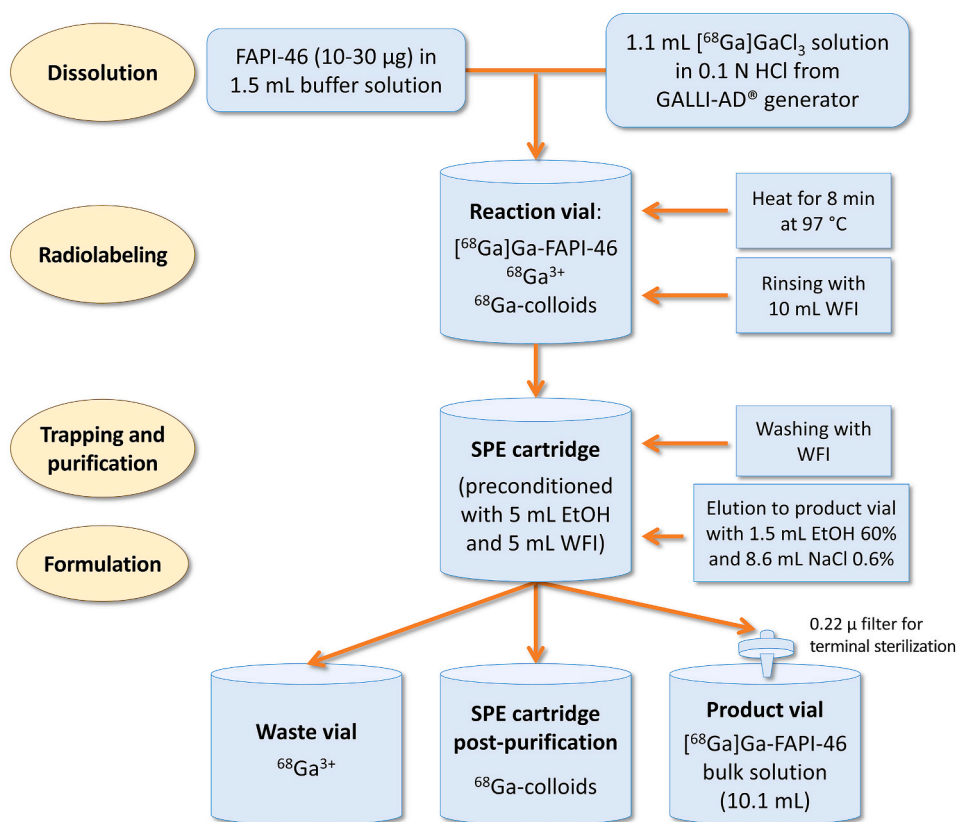 Dissolution
FAPI-46 (10-30 µg) in
1.5 mL buffer solution
1.1 mL [⁶⁸Ga]GaCl₃ solution
in 0.1 N HCl from
GALLI-AD® generator
Radiolabeling
Reaction vial:
[⁶⁸Ga]Ga-FAPI-46
⁶⁸Ga³⁺
⁶⁸Ga-colloids
Heat for 8 min
at 97 °C
Rinsing with
10 mL WFI
Trapping and
purification
SPE cartridge
(preconditioned
with 5 mL EtOH
and 5 mL WFI)
Washing with
WFI
Formulation
Elution to product vial
with 1.5 mL EtOH 60%
and 8.6 mL NaCl 0.6%
0.22 µ filter for
terminal sterilization
Waste vial
⁶⁸Ga³⁺
SPE cartridge
post-purification
⁶⁸Ga-colloids
Product vial
[⁶⁸Ga]Ga-FAPI-46
bulk solution
(10.1 mL)